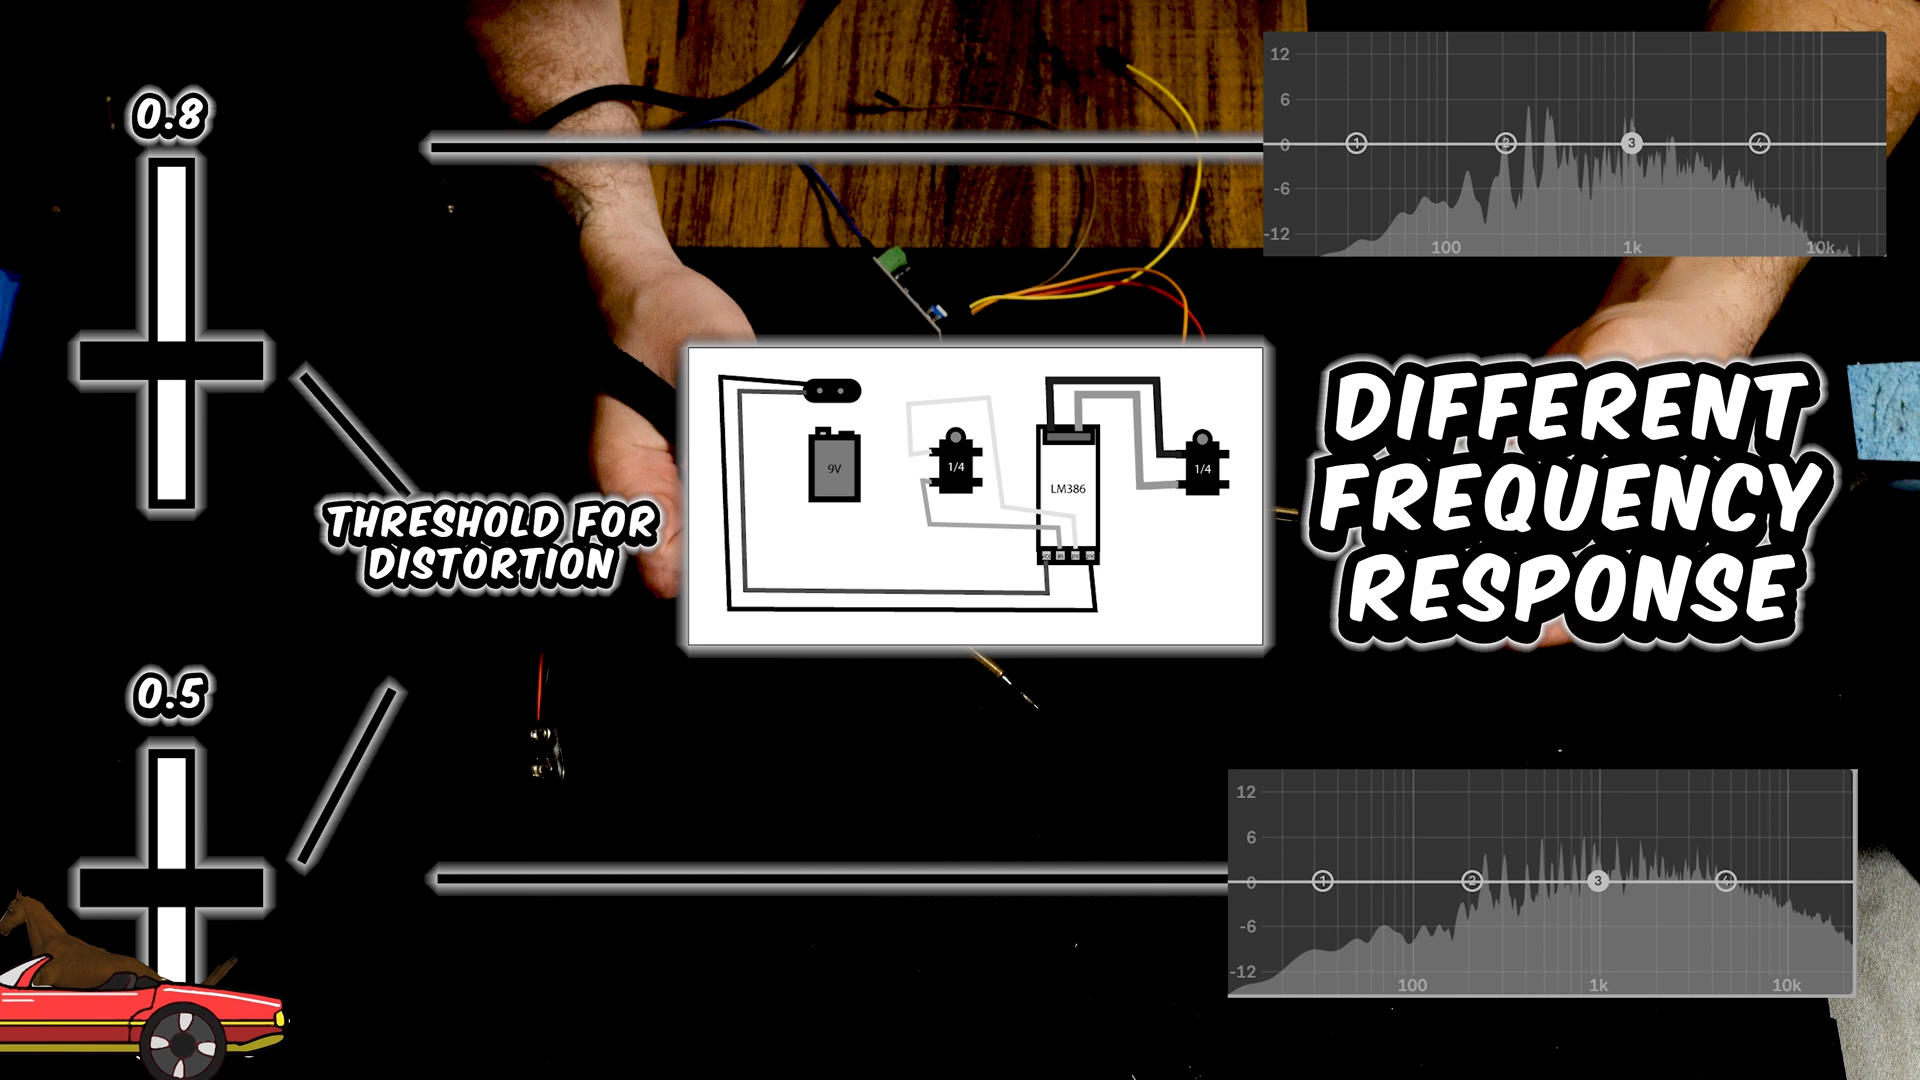 0.8
THRESHOLD FOR
DISTORTION
0.5
9V
1/4
LM386
1/4
DIFFERENT
FREQUENCY
RESPONSE
12
6
0
-6
-12
1
2
3
4
100
1k
10k
12
6
0
-6
-12
1
2
3
4
100
1k
10k